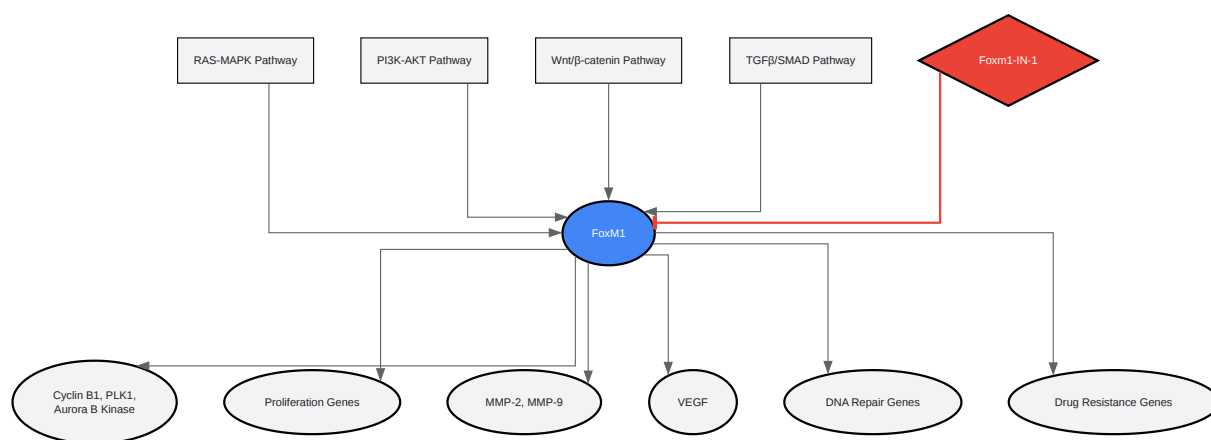 RAS-MAPK Pathway
PI3K-AKT Pathway
Wnt/β-catenin Pathway
TGFβ/SMAD Pathway
Foxm1-IN-1
FoxM1
Cyclin B1, PLK1,
Aurora B Kinase
Proliferation Genes
MMP-2, MMP-9
VEGF
DNA Repair Genes
Drug Resistance Genes